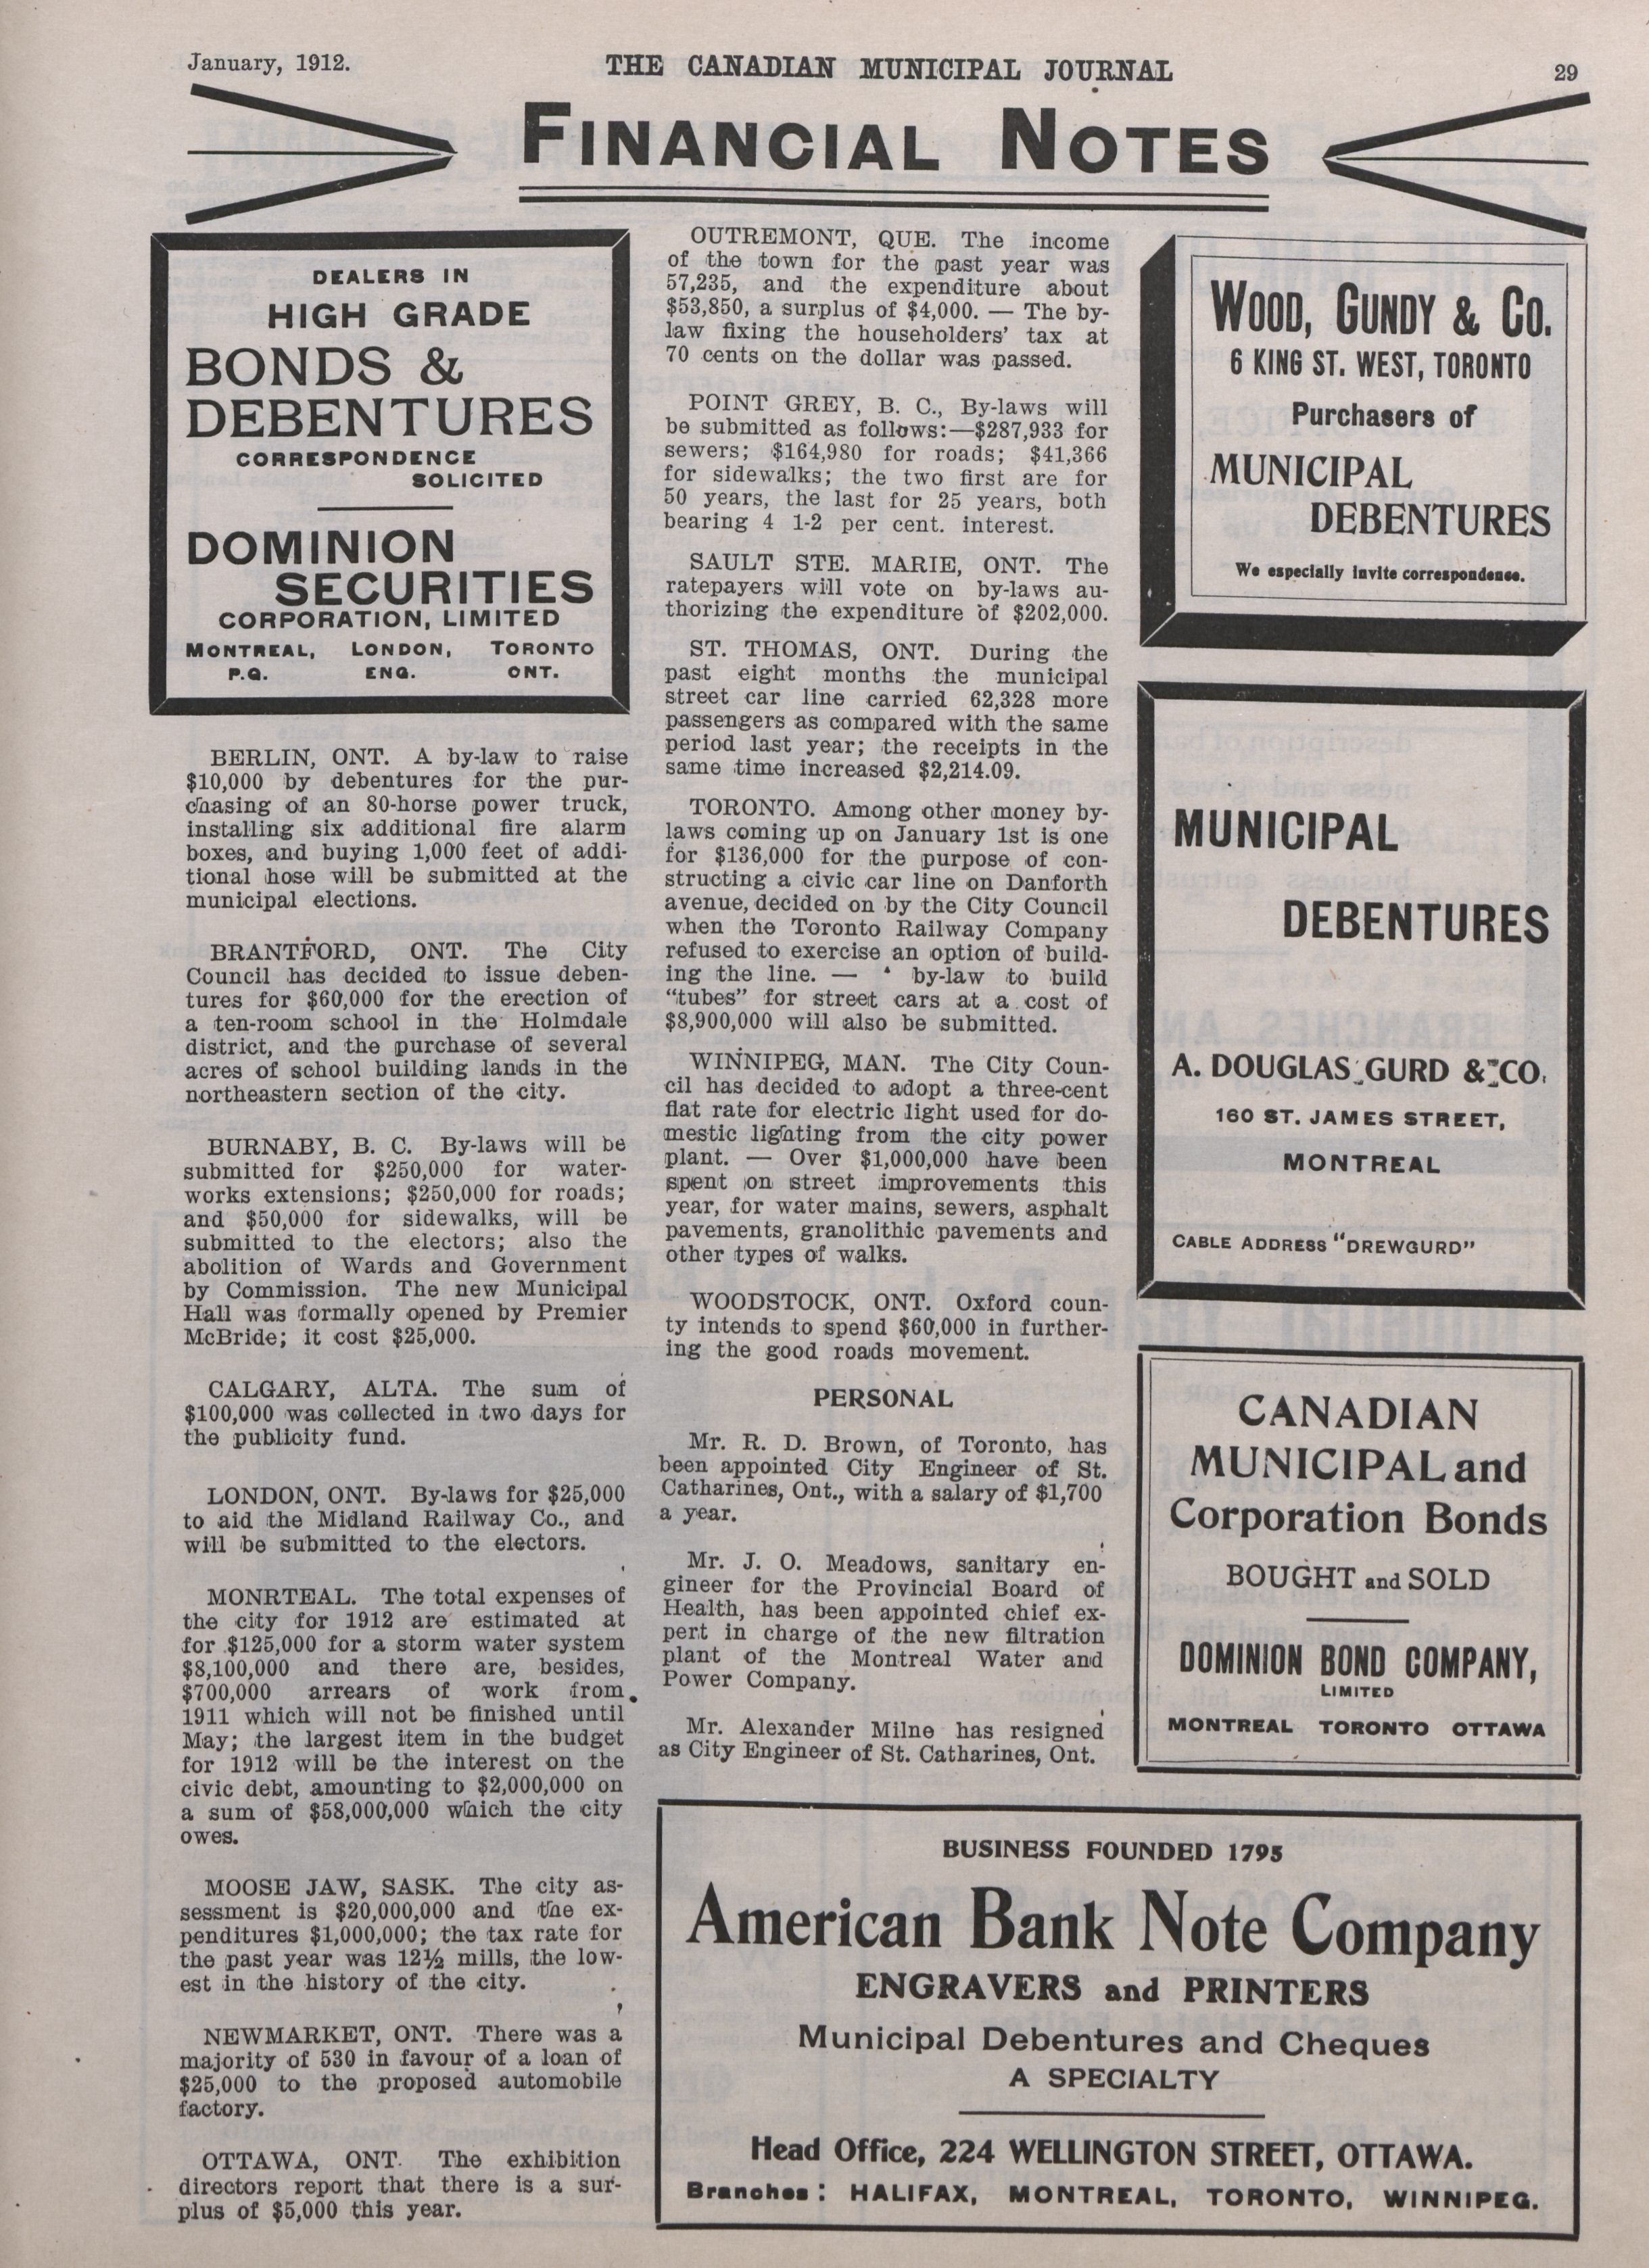 January, 1912.
THE CANADIAN MUNICIPAL JOURNAL
29
FINANCIAL NOTES
DEALERS IN
HIGH GRADE
BONDS &
DEBENTURES
CORRESPONDENCE
SOLICITED
DOMINION
SECURITIES
CORPORATION, LIMITED
MONTREAL, LONDON, TORONTO
P.Q. ENG. ONT.
BERLIN, ONT. A by-law to raise
$10,000 by debentures for the pur-
chasing of an 80-horse power truck,
installing six additional fire alarm
boxes, and buying 1,000 feet of addi-
tional hose will be submitted at the
municipal elections.
BRANTFORD, ONT. The City
Council has decided to issue deben-
tures for $60,000 for the erection of
a ten-room school in the Holmdale
district, and the purchase of several
acres of school building lands in the
northeastern section of the city.
BURNABY, B. C. By-laws will be
submitted for $250,000 for water-
works extensions; $250,000 for roads;
and $50,000 for sidewalks, will be
submitted to the electors; also the
abolition of Wards and Government
by Commission. The new Municipal
Hall was formally opened by Premier
McBride; it cost $25,000.
CALGARY, ALTA. The sum of
$100,000 was collected in two days for
the publicity fund.
LONDON, ONT. By-laws for $25,000
to aid the Midland Railway Co., and
will be submitted to the electors.
MONRTEAL. The total expenses of
the city for 1912 are estimated at
for $125,000 for a storm water system
$8,100,000 and there are, besides,
$700,000 arrears of work from
1911 which will not be finished until
May; the largest item in the budget
for 1912 will be the interest on the
civic debt, amounting to $2,000,000 on
a sum of $58,000,000 which the city
owes.
MOOSE JAW, SASK. The city as-
sessment is $20,000,000 and the ex-
penditures $1,000,000; the tax rate for
the past year was 12½ mills, the low-
est in the history of the city.
NEWMARKET, ONT. There was a
majority of 530 in favour of a loan of
$25,000 to the proposed automobile
factory.
OTTAWA, ONT. The exhibition
directors report that there is a sur-
plus of $5,000 this year.
OUTREMONT, QUE. The income
of the town for the past year was
57,235, and the expenditure about
$53,850, a surplus of $4,000. — The by-
law fixing the householders' tax at
70 cents on the dollar was passed.
POINT GREY, B. C., By-laws will
be submitted as follows:—$287,933 for
sewers; $164,980 for roads; $41,366
for sidewalks; the two first are for
50 years, the last for 25 years, both
bearing 4 1-2 per cent. interest.
SAULT STE. MARIE, ONT. The
ratepayers will vote on by-laws au-
thorizing the expenditure of $202,000.
ST. THOMAS, ONT. During the
past eight months the municipal
street car line carried 62,328 more
passengers as compared with the same
period last year; the receipts in the
same time increased $2,214.09.
TORONTO. Among other money by-
laws coming up on January 1st is one
for $136,000 for the purpose of con-
structing a civic car line on Danforth
avenue, decided on by the City Council
when the Toronto Railway Company
refused to exercise an option of build-
ing the line. — by-law to build
"tubes" for street cars at a cost of
$8,900,000 will also be submitted.
WINNIPEG, MAN. The City Coun-
cil has decided to adopt a three-cent
flat rate for electric light used for do-
mestic lighting from the city power
plant. — Over $1,000,000 have been
spent on street improvements this
year, for water mains, sewers, asphalt
pavements, granolithic pavements and
other types of walks.
WOODSTOCK, ONT. Oxford coun-
ty intends to spend $60,000 in further-
ing the good roads movement.
PERSONAL
Mr. R. D. Brown, of Toronto, has
been appointed City Engineer of St.
Catharines, Ont., with a salary of $1,700
a year.
Mr. J. O. Meadows, sanitary en-
gineer for the Provincial Board of
Health, has been appointed chief ex-
pert in charge of the new filtration
plant of the Montreal Water and
Power Company.
Mr. Alexander Milne has resigned
as City Engineer of St. Catharines, Ont.
WOOD, GUNDY & CO.
6 KING ST. WEST, TORONTO
Purchasers of
MUNICIPAL
DEBENTURES
We especially invite correspondence.
MUNICIPAL
DEBENTURES
A. DOUGLAS GURD & CO.
160 ST. JAMES STREET,
MONTREAL
CABLE ADDRESS "DREWGURD"
CANADIAN
MUNICIPAL and
Corporation Bonds
BOUGHT and SOLD
DOMINION BOND COMPANY,
LIMITED
MONTREAL TORONTO OTTAWA
BUSINESS FOUNDED 1795
American Bank Note Company
ENGRAVERS and PRINTERS
Municipal Debentures and Cheques
A SPECIALTY
Head Office, 224 WELLINGTON STREET, OTTAWA.
Branches: HALIFAX, MONTREAL, TORONTO, WINNIPEG.